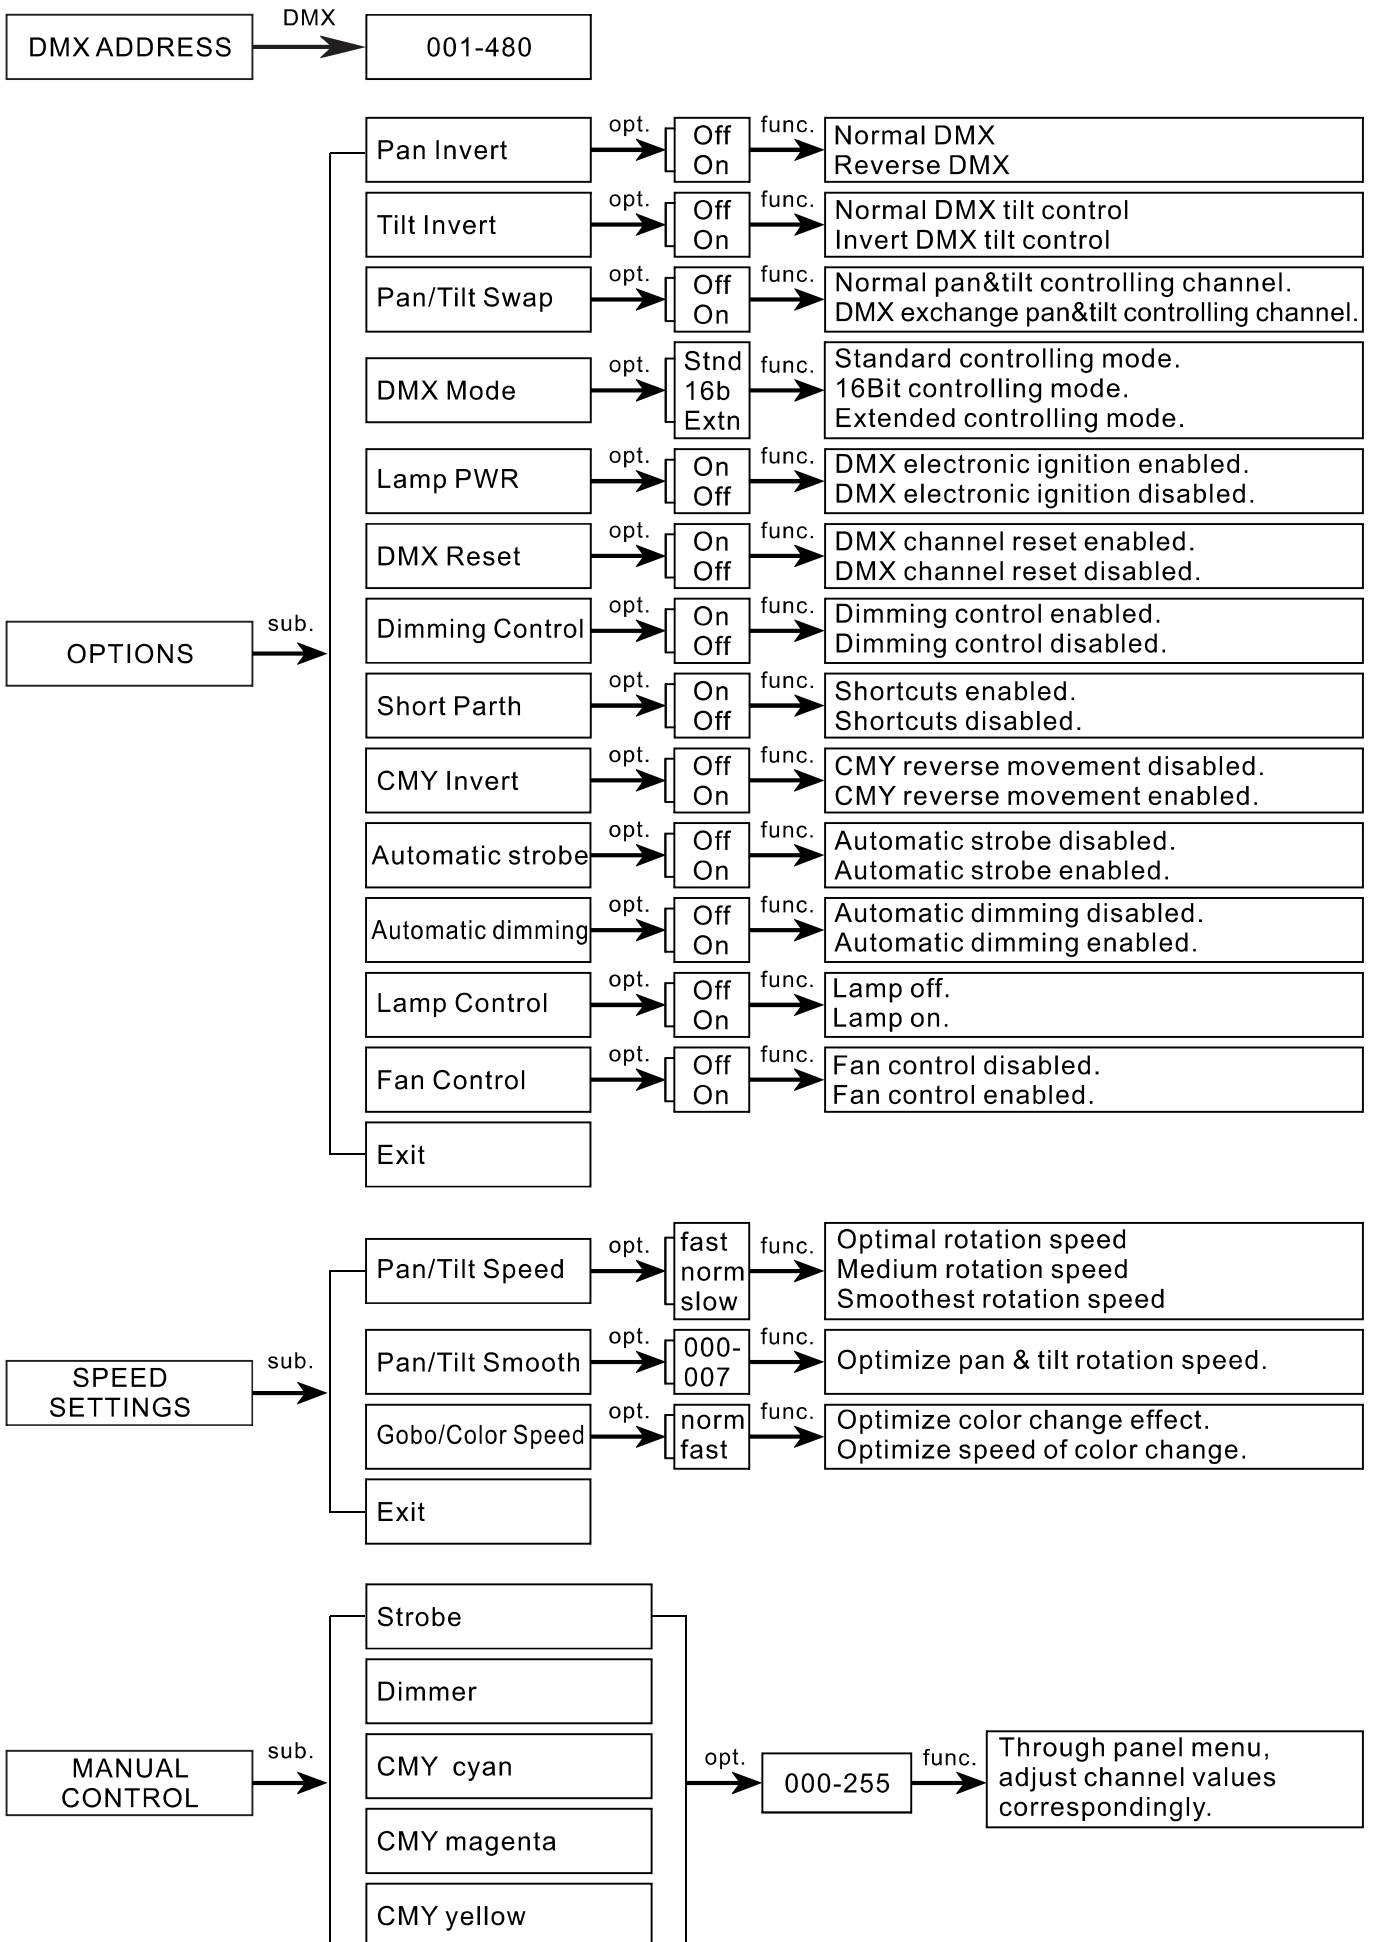 DMX
DMX ADDRESS
001-480
OPTIONS
sub.
Pan Invert
opt.
Off
On
func.
Normal DMX
Reverse DMX
Tilt Invert
opt.
Off
On
func.
Normal DMX tilt control
Invert DMX tilt control
Pan/Tilt Swap
opt.
Off
On
func.
Normal pan&tilt controlling channel.
DMX exchange pan&tilt controlling channel.
DMX Mode
opt.
Stnd
16b
Extn
func.
Standard controlling mode.
16Bit controlling mode.
Extended controlling mode.
Lamp PWR
opt.
On
Off
func.
DMX electronic ignition enabled.
DMX electronic ignition disabled.
DMX Reset
opt.
On
Off
func.
DMX channel reset enabled.
DMX channel reset disabled.
Dimming Control
opt.
On
Off
func.
Dimming control enabled.
Dimming control disabled.
Short Parth
opt.
On
Off
func.
Shortcuts enabled.
Shortcuts disabled.
CMY Invert
opt.
Off
On
func.
CMY reverse movement disabled.
CMY reverse movement enabled.
Automatic strobe
opt.
Off
On
func.
Automatic strobe disabled.
Automatic strobe enabled.
Automatic dimming
opt.
Off
On
func.
Automatic dimming disabled.
Automatic dimming enabled.
Lamp Control
opt.
Off
On
func.
Lamp off.
Lamp on.
Fan Control
opt.
Off
On
func.
Fan control disabled.
Fan control enabled.
Exit
SPEED
SETTINGS
sub.
Pan/Tilt Speed
opt.
fast
norm
slow
func.
Optimal rotation speed
Medium rotation speed
Smoothest rotation speed
Pan/Tilt Smooth
opt.
000-
007
func.
Optimize pan & tilt rotation speed.
Gobo/Color Speed
opt.
norm
fast
func.
Optimize color change effect.
Optimize speed of color change.
Exit
MANUAL
CONTROL
sub.
Strobe
Dimmer
CMY cyan
CMY magenta
CMY yellow
opt.
000-255
func.
Through panel menu,
adjust channel values
correspondingly.